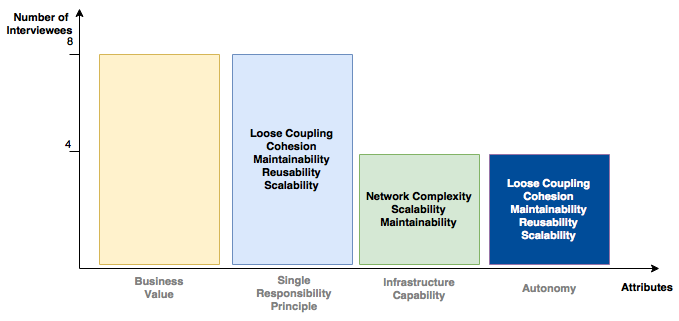 Number of
Interviewees
8
4
Loose Coupling
Cohesion
Maintainability
Reusability
Scalability
Network Complexity
Scalability
Maintainability
Loose Coupling
Cohesion
Maintainability
Reusability
Scalability
Business
Value
Single
Responsibility
Principle
Infrastructure
Capability
Autonomy
Attributes